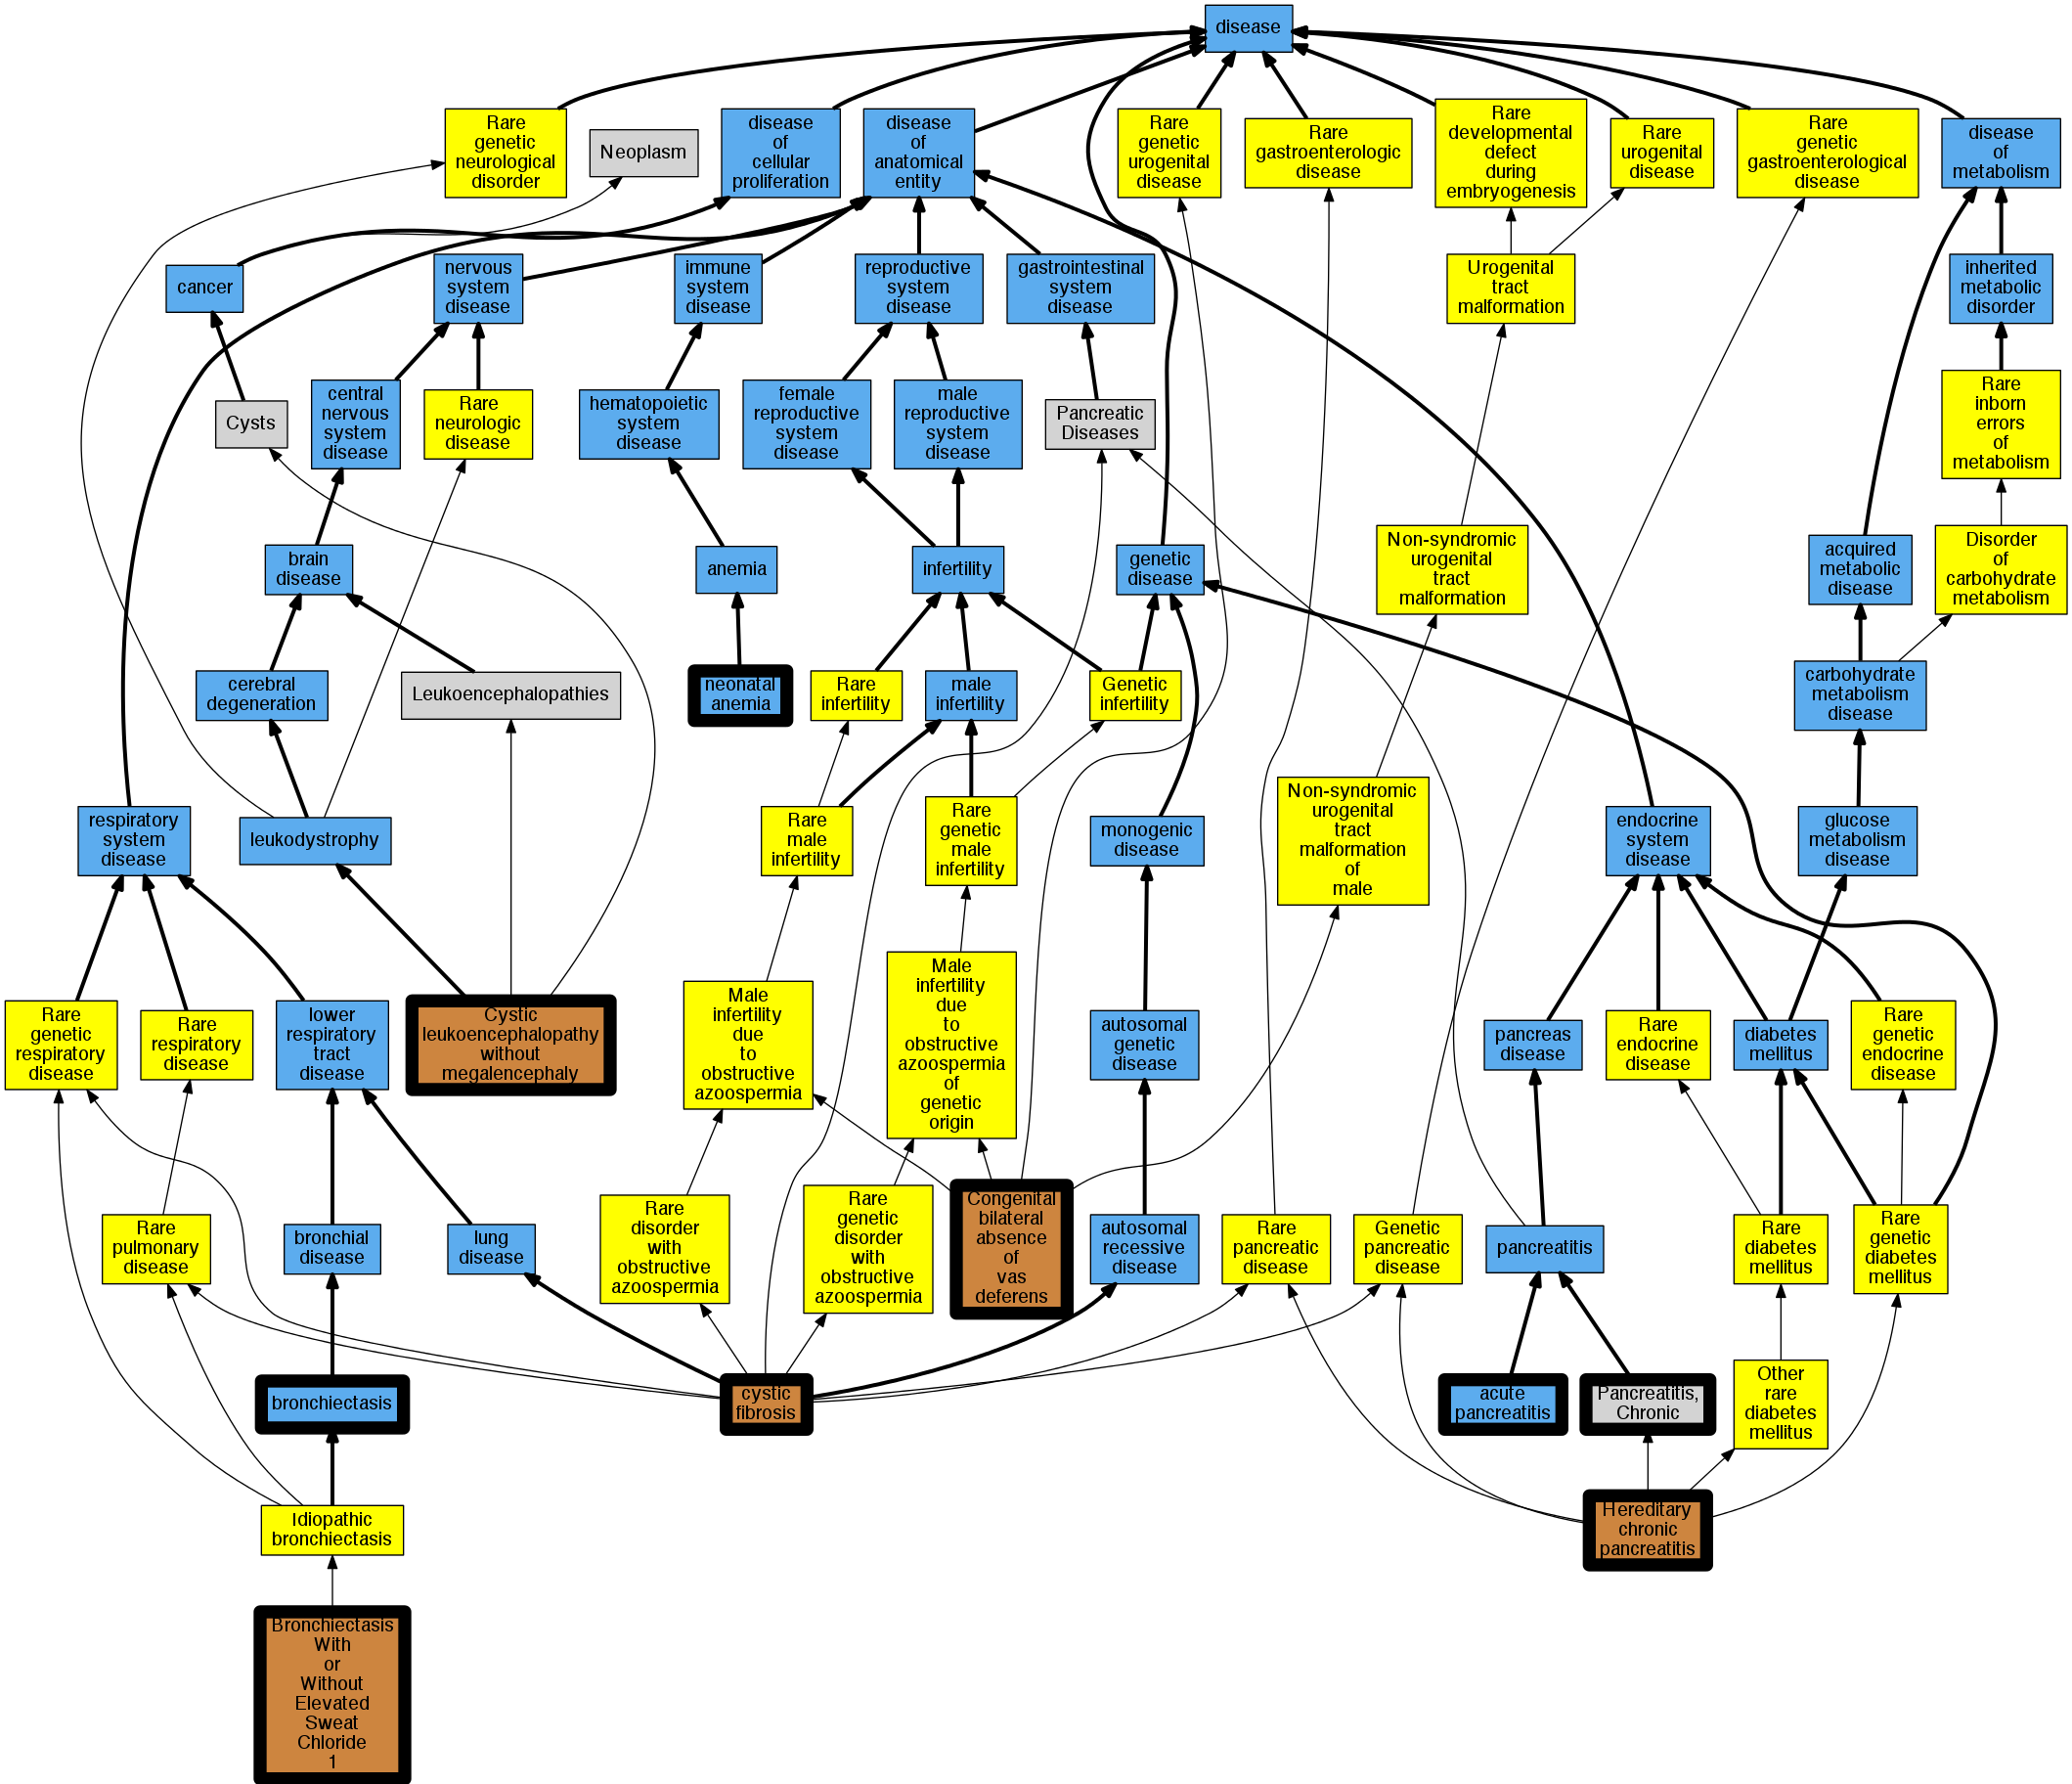 disease
Rare
genetic
neurological
disorder
Neoplasm
disease
of
cellular
proliferation
disease
of
anatomical
entity
Rare
genetic
urogenital
disease
Rare
gastroenterologic
disease
Rare
developmental
defect
during
embryogenesis
Rare
urogenital
disease
Rare
genetic
gastroenterological
disease
disease
of
metabolism
cancer
nervous
system
disease
immune
system
disease
reproductive
system
disease
gastrointestinal
system
disease
Urogenital
tract
malformation
inherited
metabolic
disorder
Cysts
central
nervous
system
disease
Rare
neurologic
disease
hematopoietic
system
disease
female
reproductive
system
disease
male
reproductive
system
disease
Pancreatic
Diseases
Rare
inborn
errors
of
metabolism
brain
disease
anemia
infertility
genetic
disease
Non-syndromic
urogenital
tract
malformation
acquired
metabolic
disease
Disorder
of
carbohydrate
metabolism
cerebral
degeneration
Leukoencephalopathies
neonatal
anemia
Rare
infertility
male
infertility
Genetic
infertility
carbohydrate
metabolism
disease
respiratory
system
disease
leukodystrophy
Rare
male
infertility
Rare
genetic
male
infertility
monogenic
disease
Non-syndromic
urogenital
tract
malformation
of
male
endocrine
system
disease
glucose
metabolism
disease
Rare
genetic
respiratory
disease
Rare
respiratory
disease
lower
respiratory
tract
disease
Cystic
leukoencephalopathy
without
megalencephaly
Male
infertility
due
to
obstructive
azoospermia
Male
infertility
due
to
obstructive
azoospermia
of
genetic
origin
autosomal
genetic
disease
pancreas
disease
Rare
endocrine
disease
diabetes
mellitus
Rare
genetic
endocrine
disease
Rare
pulmonary
disease
bronchial
disease
lung
disease
Rare
disorder
with
obstructive
azoospermia
Rare
genetic
disorder
with
obstructive
azoospermia
Congenital
bilateral
absence
of
vas
deferens
autosomal
recessive
disease
Rare
pancreatic
disease
Genetic
pancreatic
disease
pancreatitis
Rare
diabetes
mellitus
Rare
genetic
diabetes
mellitus
bronchiectasis
cystic
fibrosis
acute
pancreatitis
Pancreatitis,
Chronic
Other
rare
diabetes
mellitus
Idiopathic
bronchiectasis
Hereditary
chronic
pancreatitis
Bronchiectasis
With
or
Without
Elevated
Sweat
Chloride
1